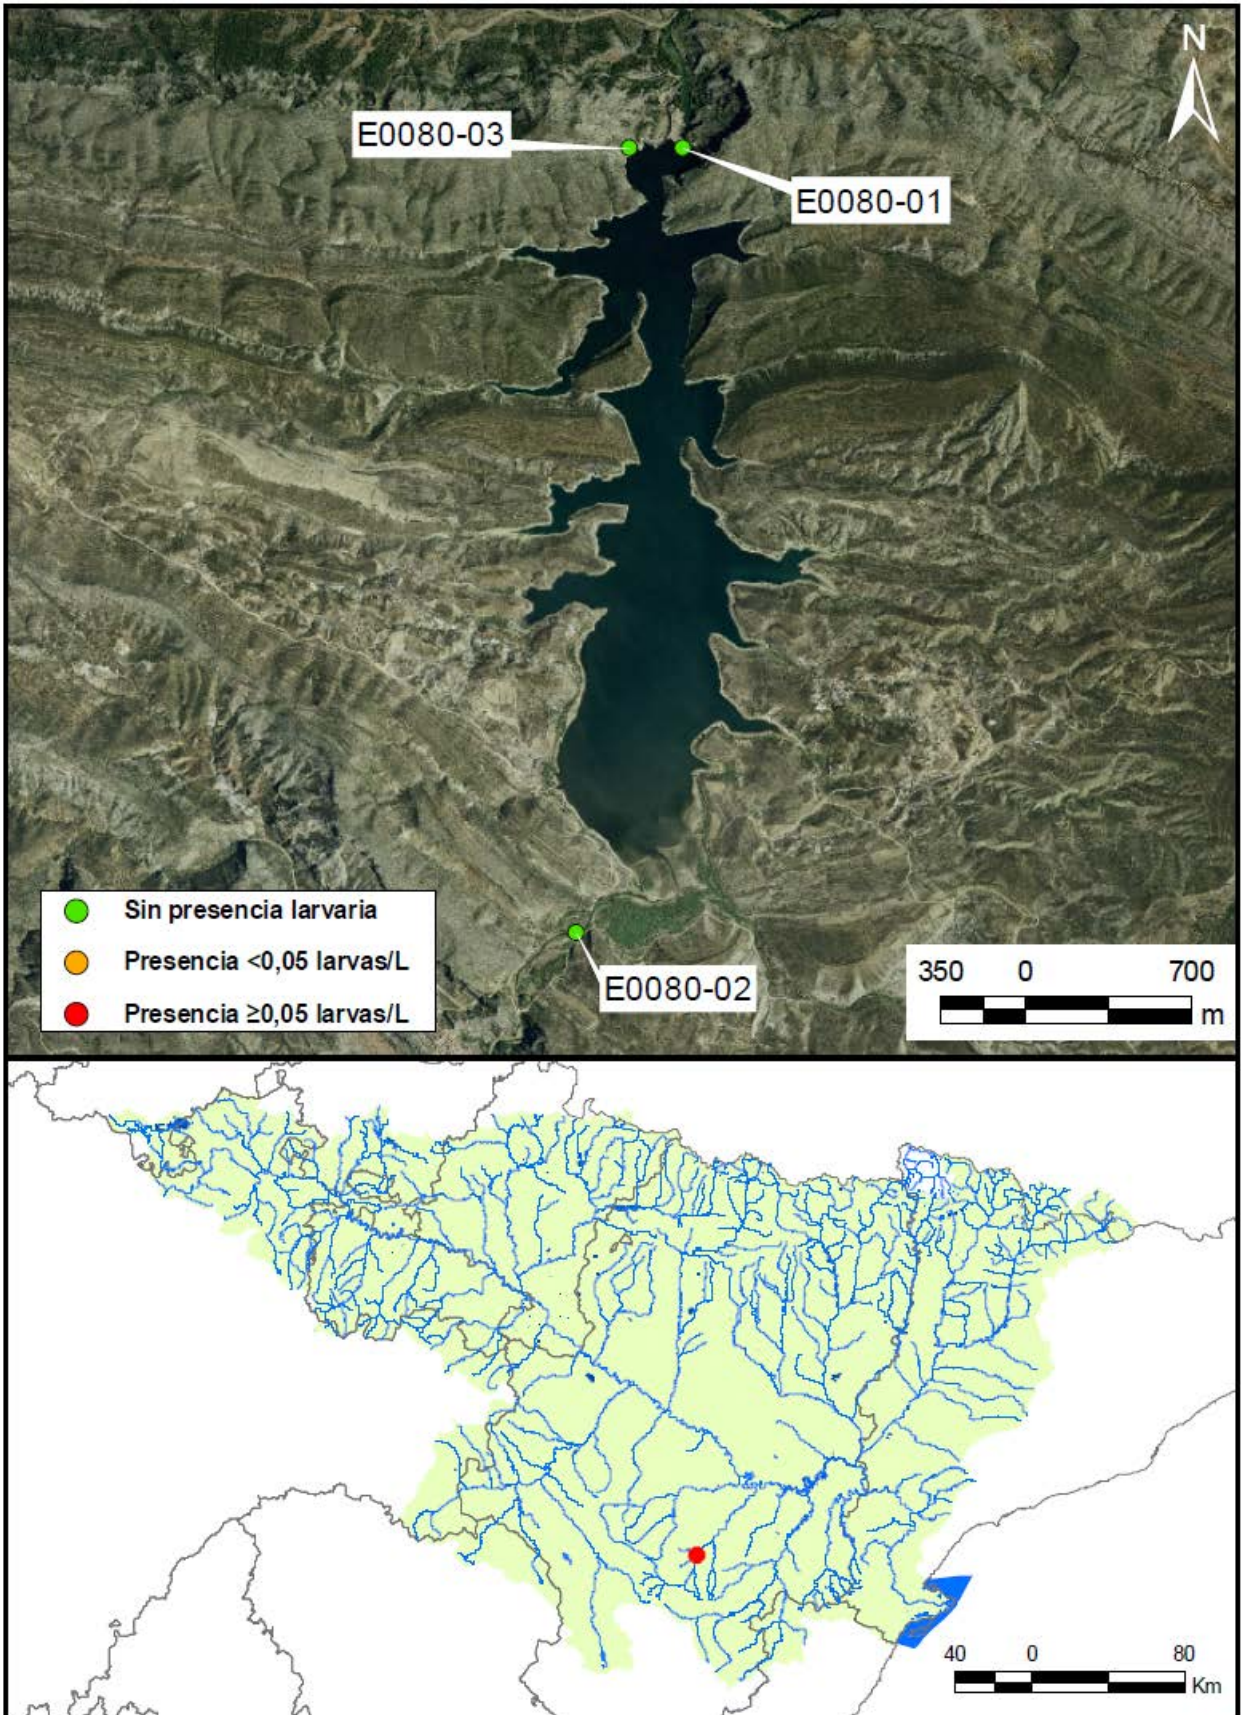 N
E0080-03
E0080-01
Sin presencia larvaria
Presencia <0,05 larvas/L
Presencia ≥0,05 larvas/L
E0080-02
350 0 700
m
40 0 80
Km